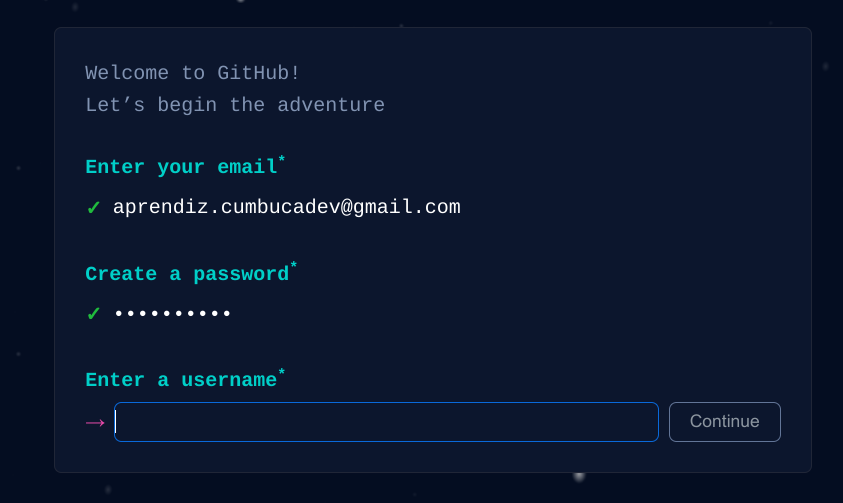 Welcome to GitHub!
Let’s begin the adventure
Enter your email*
✓ aprendiz.cumbucadev@gmail.com
Create a password*
✓ ••••••••••
Enter a username*
→
Continue